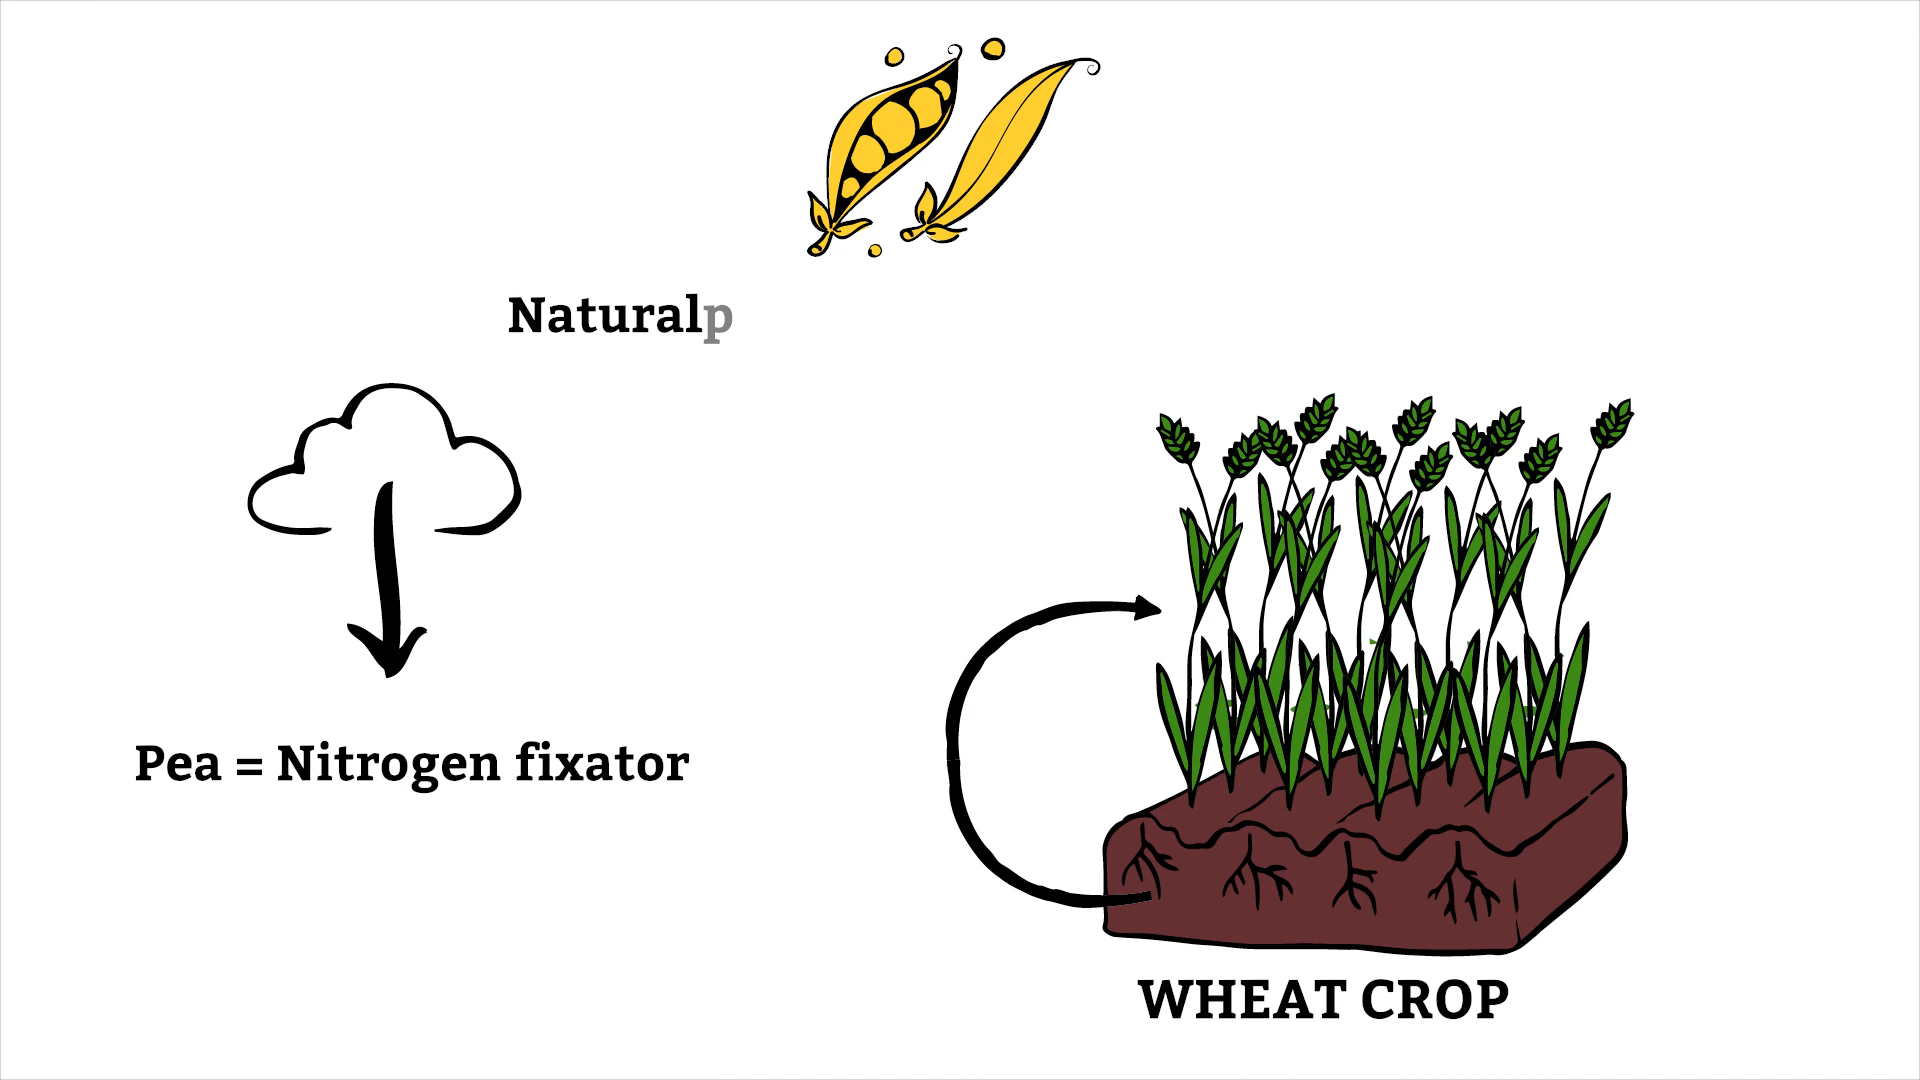 Naturalp
Pea = Nitrogen fixator
WHEAT CROP